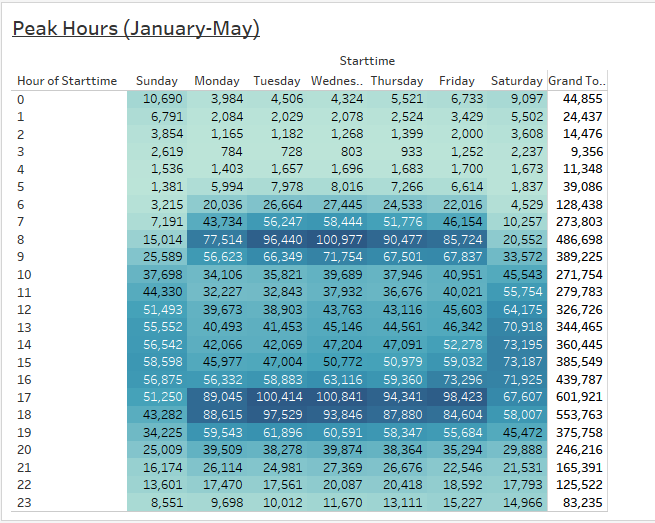 Peak Hours (January-May)
Starttime
Hour of Starttime Sunday Monday Tuesday Wednes.. Thursday Friday Saturday Grand To..
0 10,690 3,984 4,506 4,324 5,521 6,733 9,097 44,855
1 6,791 2,084 2,029 2,078 2,524 3,429 5,502 24,437
2 3,854 1,165 1,182 1,268 1,399 2,000 3,608 14,476
3 2,619 784 728 803 933 1,252 2,237 9,356
4 1,536 1,403 1,657 1,696 1,683 1,700 1,673 11,348
5 1,381 5,994 7,978 8,016 7,266 6,614 1,837 39,086
6 3,215 20,036 26,664 27,445 24,533 22,016 4,529 128,438
7 7,191 43,734 56,247 58,444 51,776 46,154 10,257 273,803
8 15,014 77,514 96,440 100,977 90,477 85,724 20,552 486,698
9 25,589 56,623 66,349 71,754 67,501 67,837 33,572 389,225
10 37,698 34,106 35,821 39,689 37,946 40,951 45,543 271,754
11 44,330 32,227 32,843 37,932 36,676 40,021 55,754 279,783
12 51,493 39,673 38,903 43,763 43,116 45,603 64,175 326,726
13 55,552 40,493 41,453 45,146 44,561 46,342 70,918 344,465
14 56,542 42,066 42,069 47,204 47,091 52,278 73,195 360,445
15 58,598 45,977 47,004 50,772 50,979 59,032 73,187 385,549
16 56,875 56,332 58,883 63,116 59,360 73,296 71,925 439,787
17 51,250 89,045 100,414 100,841 94,341 98,423 67,607 601,921
18 43,282 88,615 97,529 93,846 87,880 84,604 58,007 553,763
19 34,225 59,543 61,896 60,591 58,347 55,684 45,472 375,758
20 25,009 39,509 38,278 39,874 38,364 35,294 29,888 246,216
21 16,174 26,114 24,981 27,369 26,676 22,546 21,531 165,391
22 13,601 17,470 17,561 20,087 20,418 18,592 17,793 125,522
23 8,551 9,698 10,012 11,670 13,111 15,227 14,966 83,235